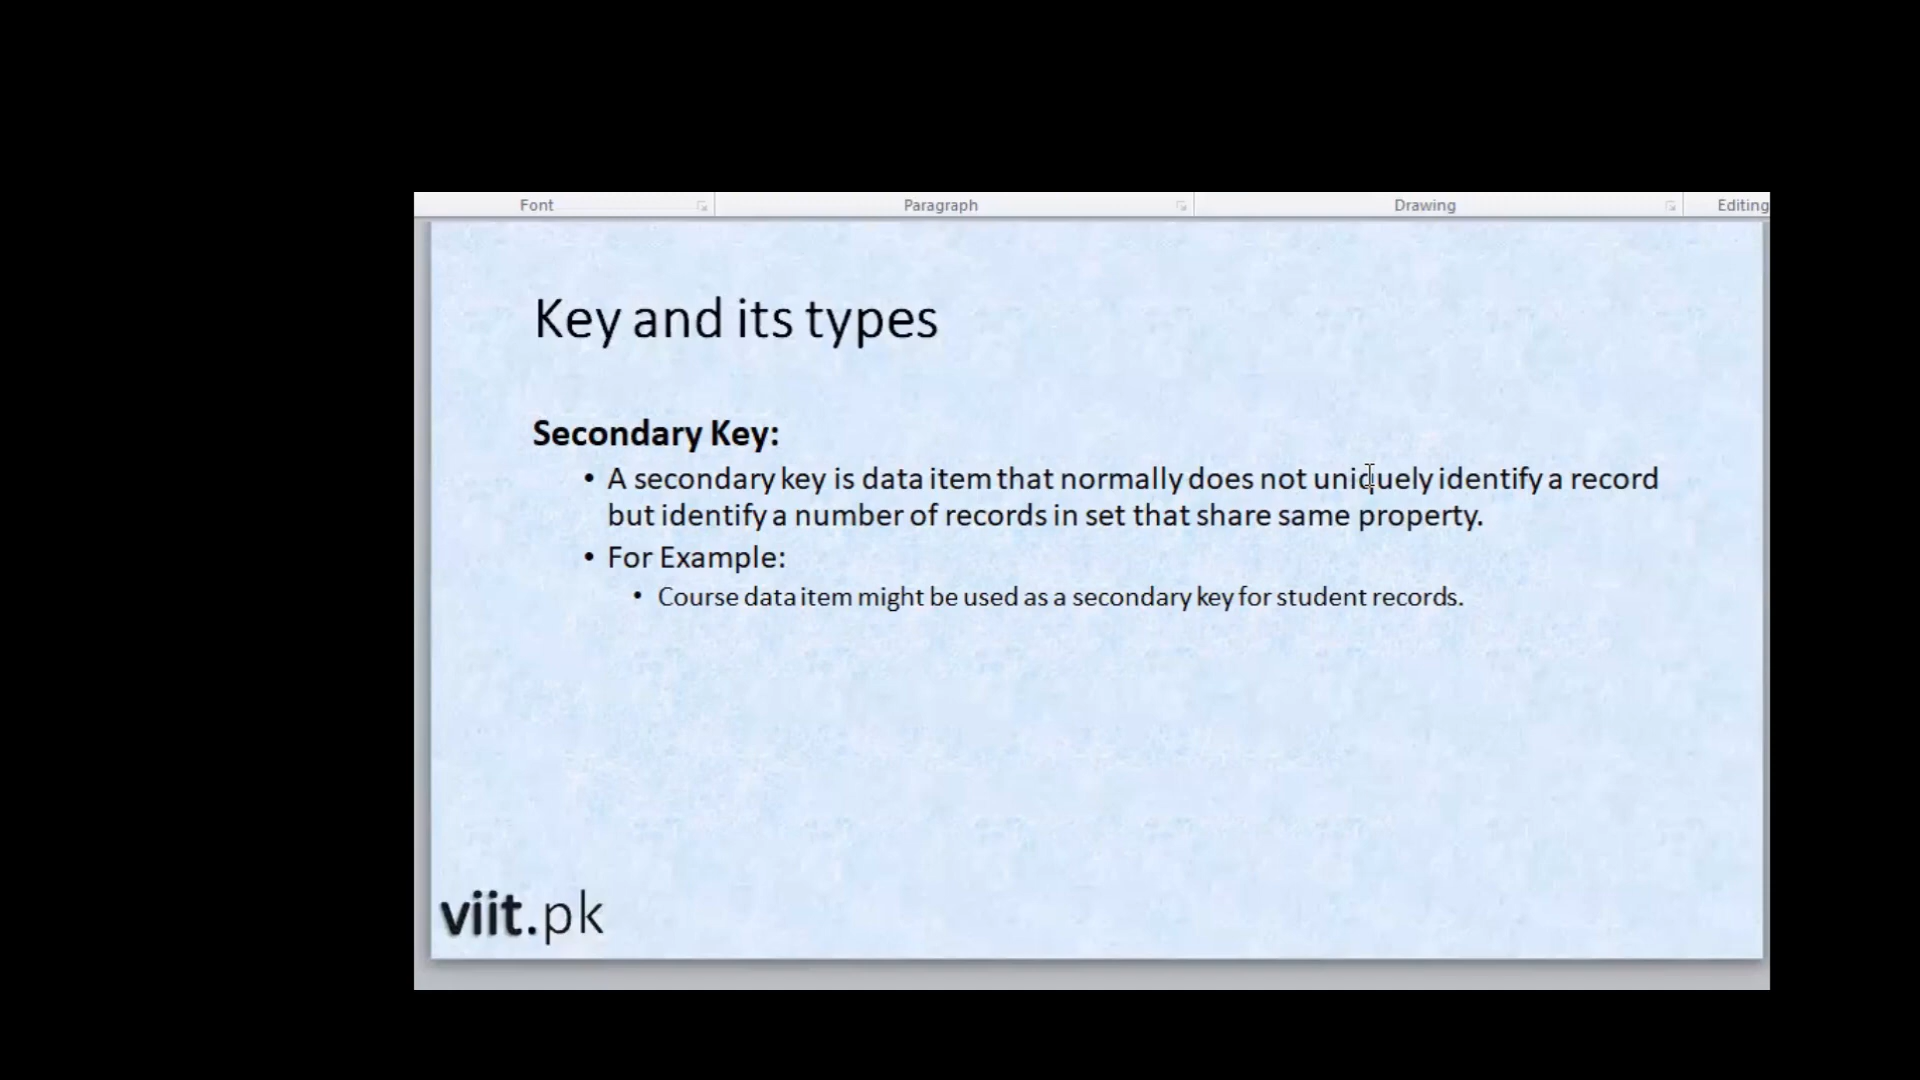 Font Paragraph Drawing Editing
Key and its types
Secondary Key:
• A secondary key is data item that normally does not uniquely identify a record
but identify a number of records in set that share same property.
• For Example:
• Course data item might be used as a secondary key for student records.
viit.pk